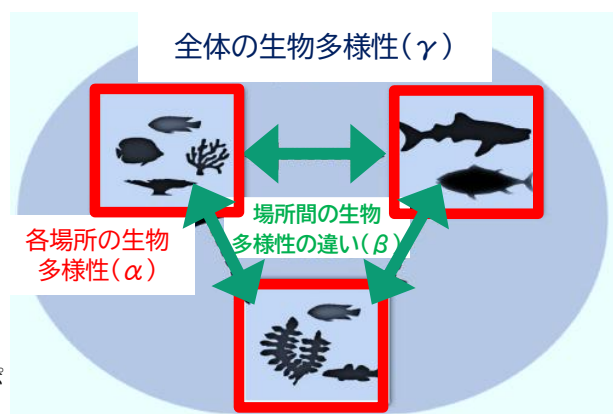 全体の生物多様性(γ)
場所間の生物
多様性の違い(β)
各場所の生物
多様性(α)